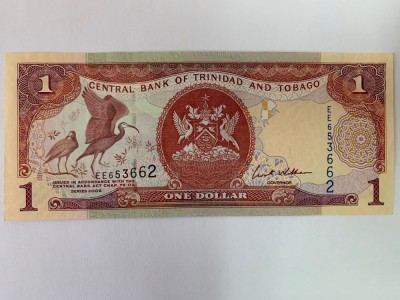 1
CENTRAL BANK OF TRINIDAD AND TOBAGO
1
EE653662
EE653662
ISSUED IN ACCORDANCE WITH THE
CENTRAL BANK ACT CHAP. 79:02
SERIES 2006
GOVERNOR
1
ONE DOLLAR
1